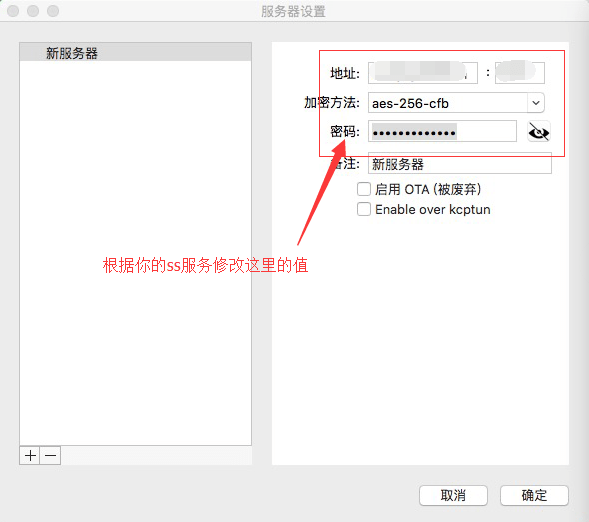 服务器设置
新服务器
地址: :
加密方法: aes-256-cfb
密码: •••••••••••••
备注: 新服务器
启用 OTA (被废弃)
Enable over kcptun
根据你的ss服务修改这里的值
取消 确定